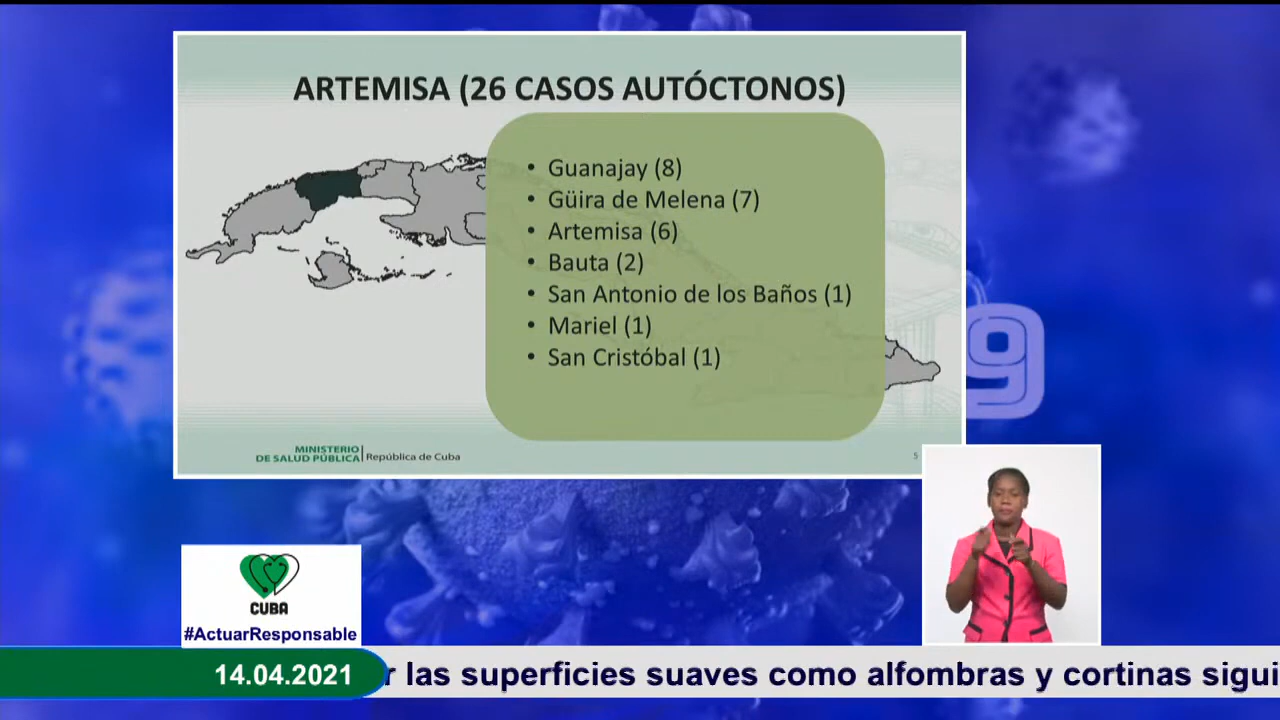 ARTEMISA (26 CASOS AUTÓCTONOS)
• Guanajay (8)
• Güira de Melena (7)
• Artemisa (6)
• Bauta (2)
• San Antonio de los Baños (1)
• Mariel (1)
• San Cristóbal (1)
MINISTERIO
DE SALUD PÚBLICA
República de Cuba
5
9
CUBA
#ActuarResponsable
14.04.2021
r las superficies suaves como alfombras y cortinas sigui